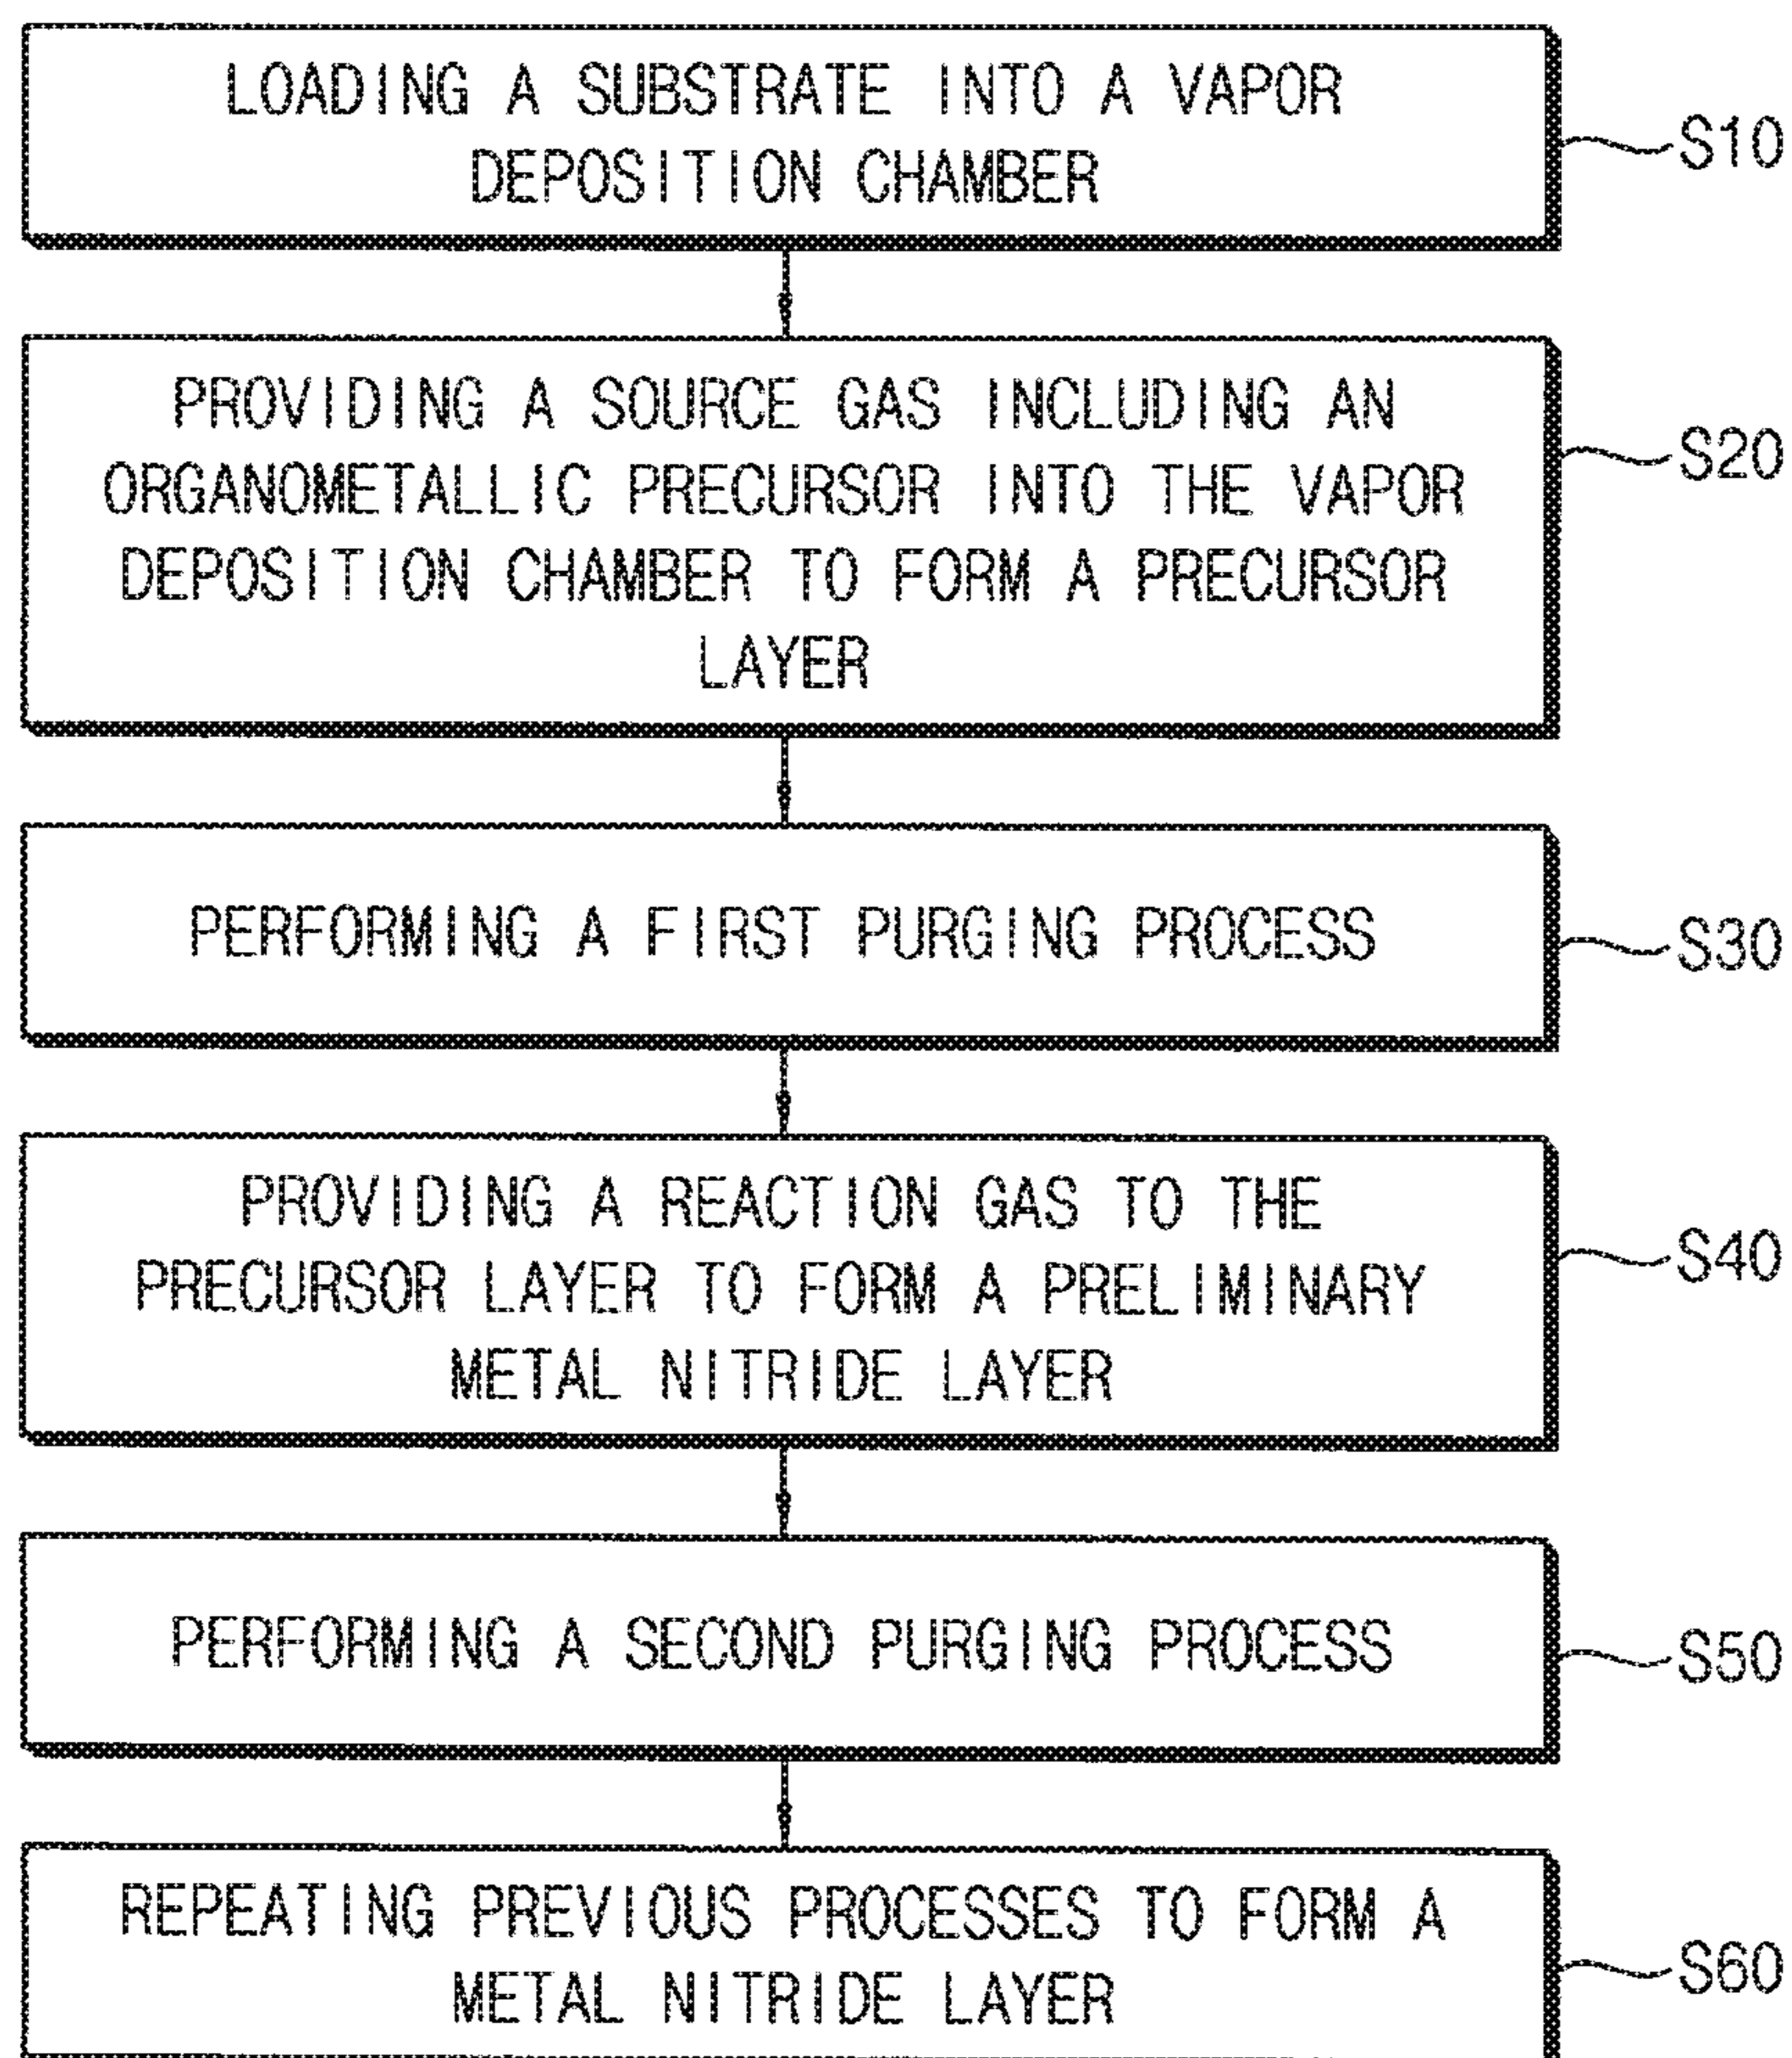 LOADING A SUBSTRATE INTO A VAPOR
DEPOSITION CHAMBER
S10
PROVIDING A SOURCE GAS INCLUDING AN
ORGANOMETALLIC PRECURSOR INTO THE VAPOR
DEPOSITION CHAMBER TO FORM A PRECURSOR
LAYER
S20
PERFORMING A FIRST PURGING PROCESS
S30
PROVIDING A REACTION GAS TO THE
PRECURSOR LAYER TO FORM A PRELIMINARY
METAL NITRIDE LAYER
S40
PERFORMING A SECOND PURGING PROCESS
S50
REPEATING PREVIOUS PROCESSES TO FORM A
METAL NITRIDE LAYER
S60